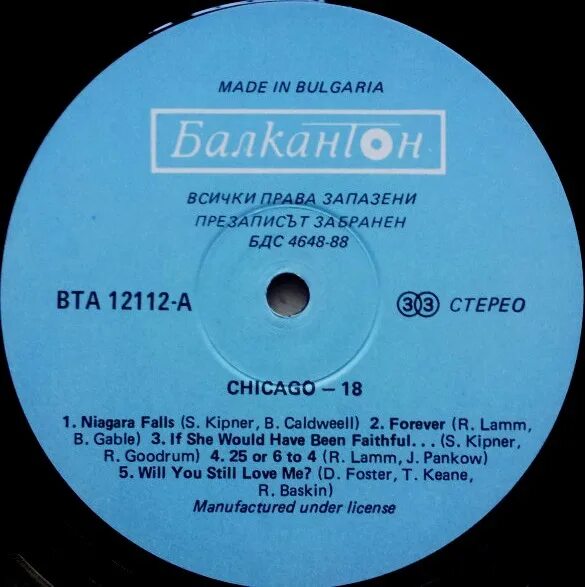 MADE IN BULGARIA
БалканТон
ВСИЧКИ ПРАВА ЗАПАЗЕНИ
ПРЕЗАПИСЪТ ЗАБРАНЕН
БДС 4648-88
ВТА 12112-А
33 СТЕРЕО
CHICAGO — 18
1. Niagara Falls (S. Kipner, B. Caldweell) 2. Forever (R. Lamm,
B. Gable) 3. If She Would Have Been Faithful. . . (S. Kipner,
R. Goodrum) 4. 25 or 6 to 4 (R. Lamm, J. Pankow)
5. Will You Still Love Me? (D. Foster, T. Keane,
R. Baskin)
Manufactured under license